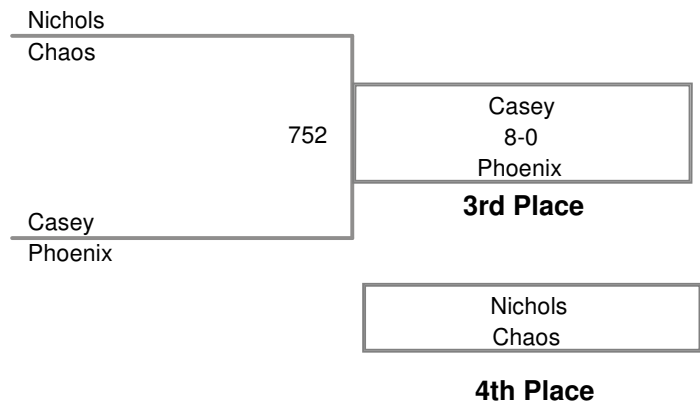 Nichols
Chaos
752
Casey
8-0
Phoenix
3rd Place
Casey
Phoenix
Nichols
Chaos
4th Place